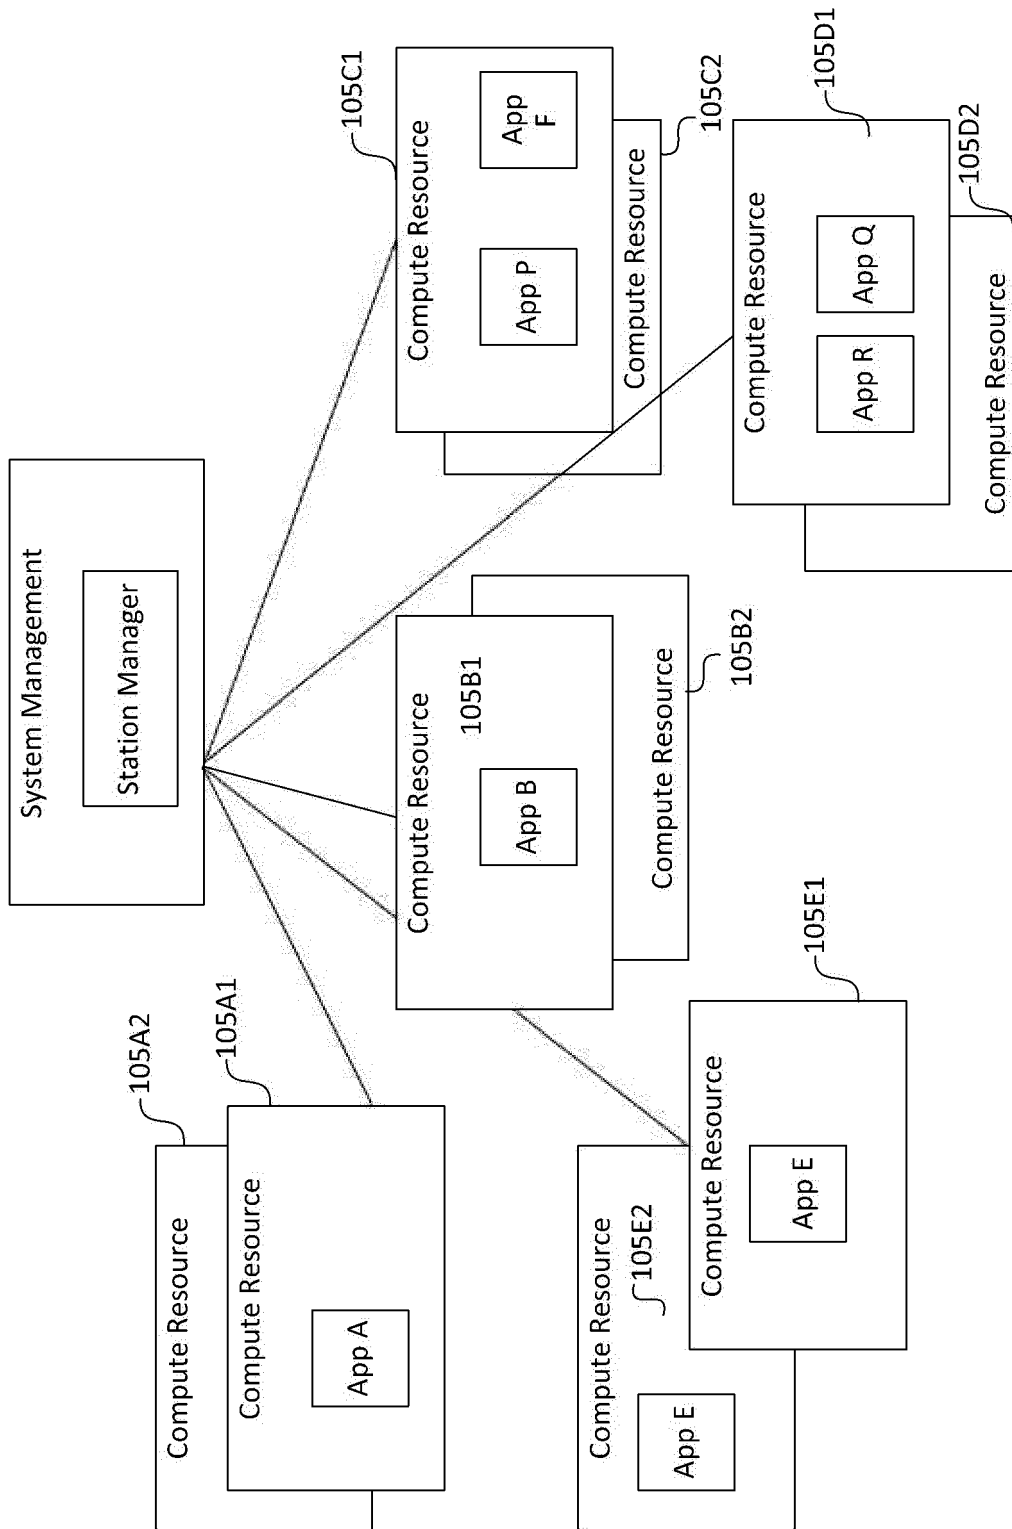 System Management
Station Manager
105A2
Compute Resource
105A1
Compute Resource
App A
Compute Resource
105B1
App B
Compute Resource
105B2
105C1
Compute Resource
App P
App
F
Compute Resource
105C2
Compute Resource
105E2
App E
105E1
Compute Resource
App E
105D1
Compute Resource
App R
App Q
105D2
Compute Resource